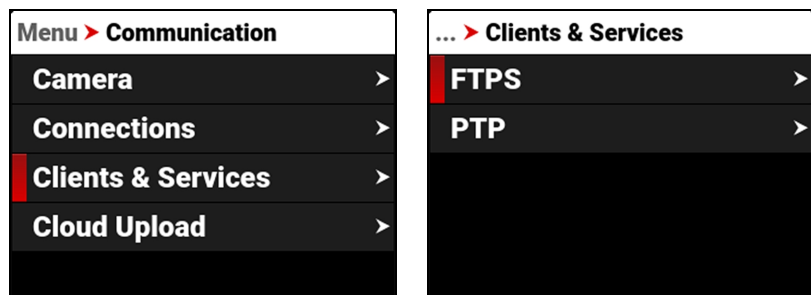 Menu > Communication
Camera
Connections
Clients & Services
Cloud Upload
... > Clients & Services
FTPS
PTP